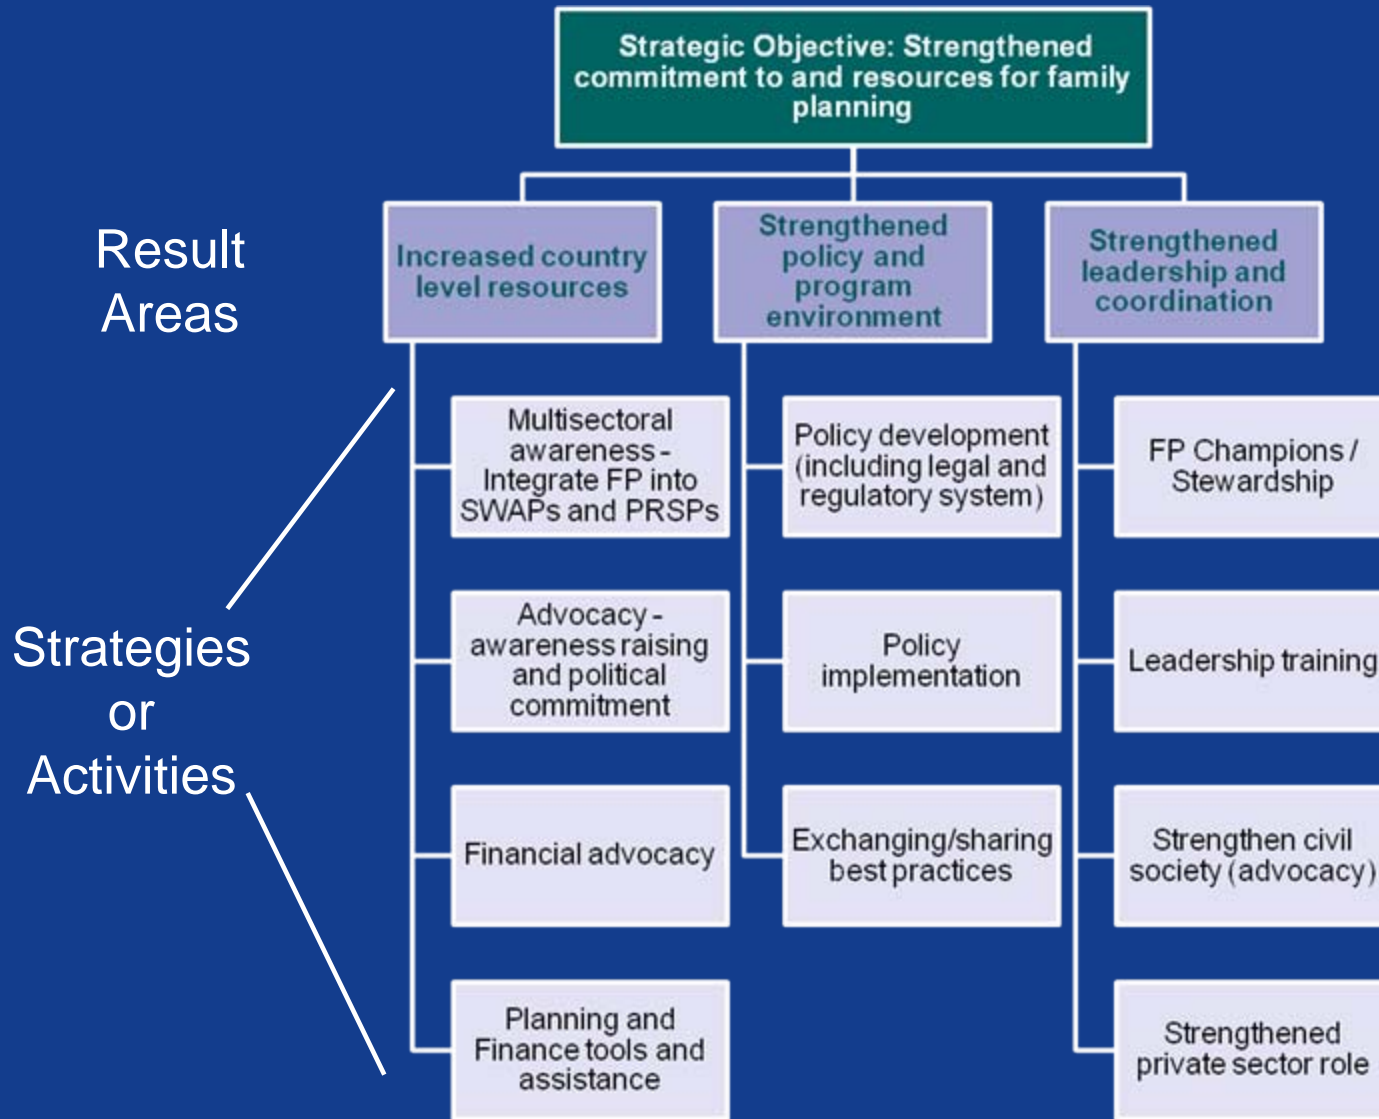 Strategic Objective: Strengthened
commitment to and resources for family
planning
Result
Areas
Increased country
level resources
Strengthened
policy and
program
environment
Strengthened
leadership and
coordination
Strategies
or
Activities
Multisectoral
awareness -
Integrate FP into
SWAPs and PRSPs
Advocacy -
awareness raising
and political
commitment
Financial advocacy
Planning and
Finance tools and
assistance
Policy development
(including legal and
regulatory system)
Policy
implementation
Exchanging/sharing
best practices
FP Champions /
Stewardship
Leadership training
Strengthen civil
society (advocacy)
Strengthened
private sector role